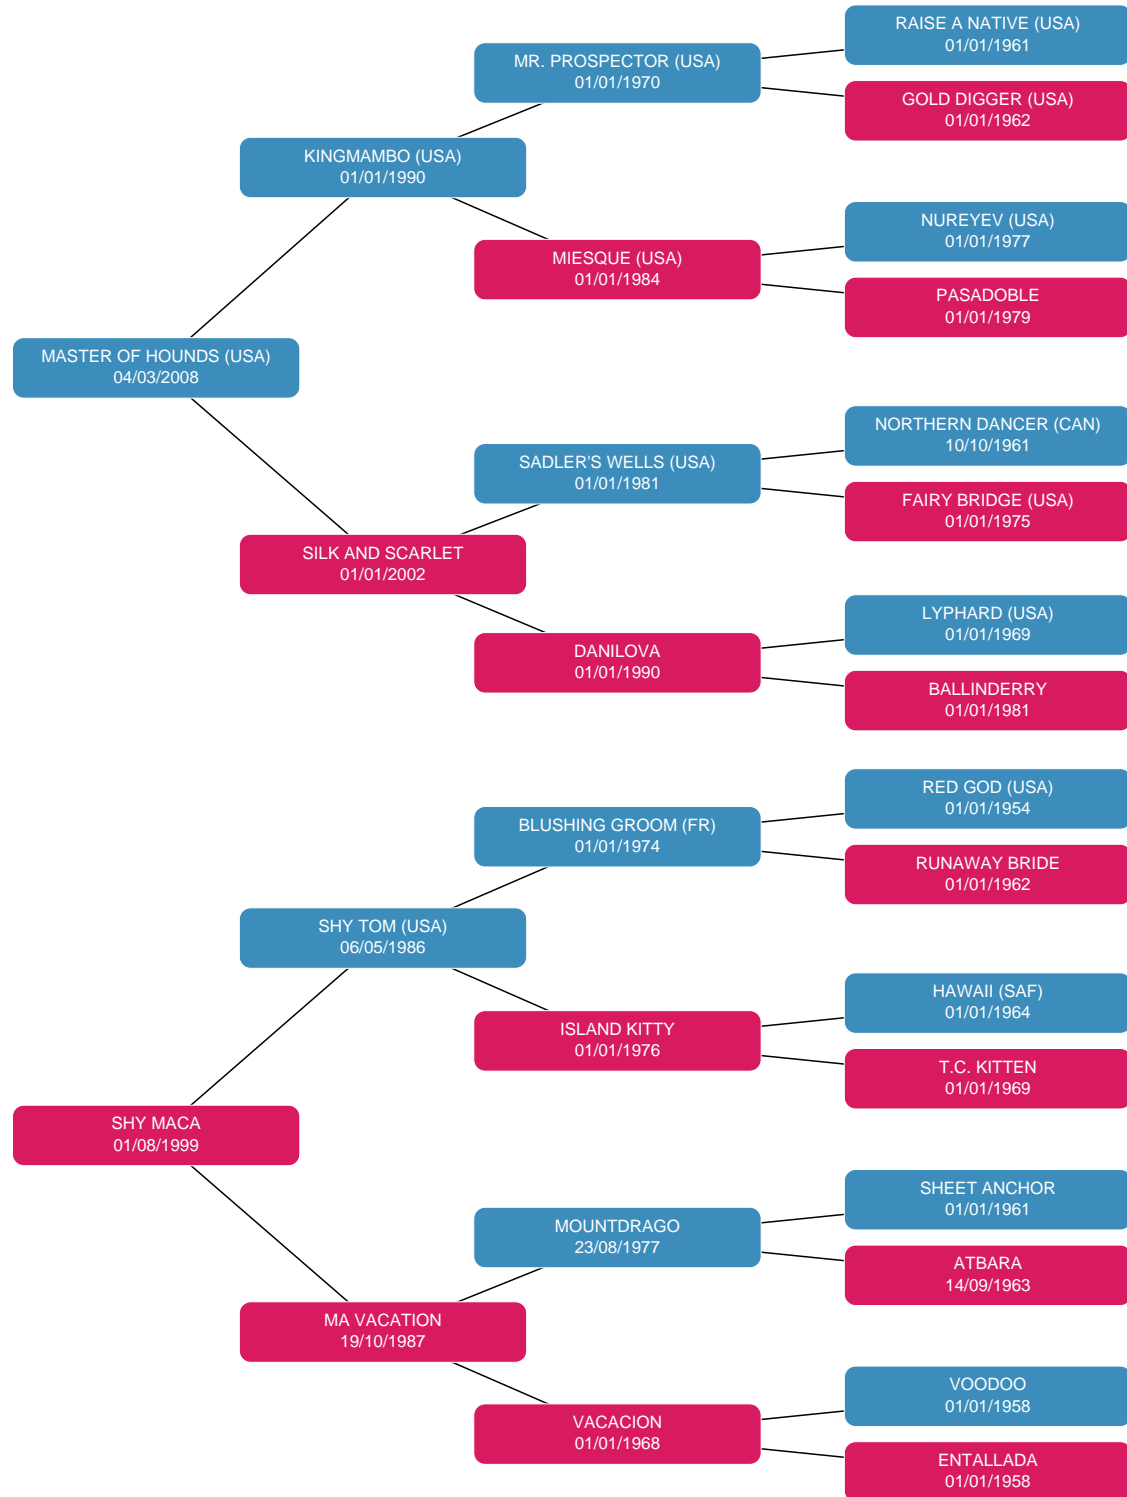 RAISE A NATIVE (USA)
01/01/1961
MR. PROSPECTOR (USA)
01/01/1970
GOLD DIGGER (USA)
01/01/1962
KINGMAMBO (USA)
01/01/1990
NUREYEV (USA)
01/01/1977
MIESQUE (USA)
01/01/1984
PASADOBLE
01/01/1979
MASTER OF HOUNDS (USA)
04/03/2008
NORTHERN DANCER (CAN)
10/10/1961
SADLER'S WELLS (USA)
01/01/1981
FAIRY BRIDGE (USA)
01/01/1975
SILK AND SCARLET
01/01/2002
LYPHARD (USA)
01/01/1969
DANILOVA
01/01/1990
BALLINDERRY
01/01/1981
RED GOD (USA)
01/01/1954
BLUSHING GROOM (FR)
01/01/1974
RUNAWAY BRIDE
01/01/1962
SHY TOM (USA)
06/05/1986
HAWAII (SAF)
01/01/1964
ISLAND KITTY
01/01/1976
T.C. KITTEN
01/01/1969
SHY MACA
01/08/1999
SHEET ANCHOR
01/01/1961
MOUNTDRAGO
23/08/1977
ATBARA
14/09/1963
MA VACATION
19/10/1987
VOODOO
01/01/1958
VACACION
01/01/1968
ENTALLADA
01/01/1958